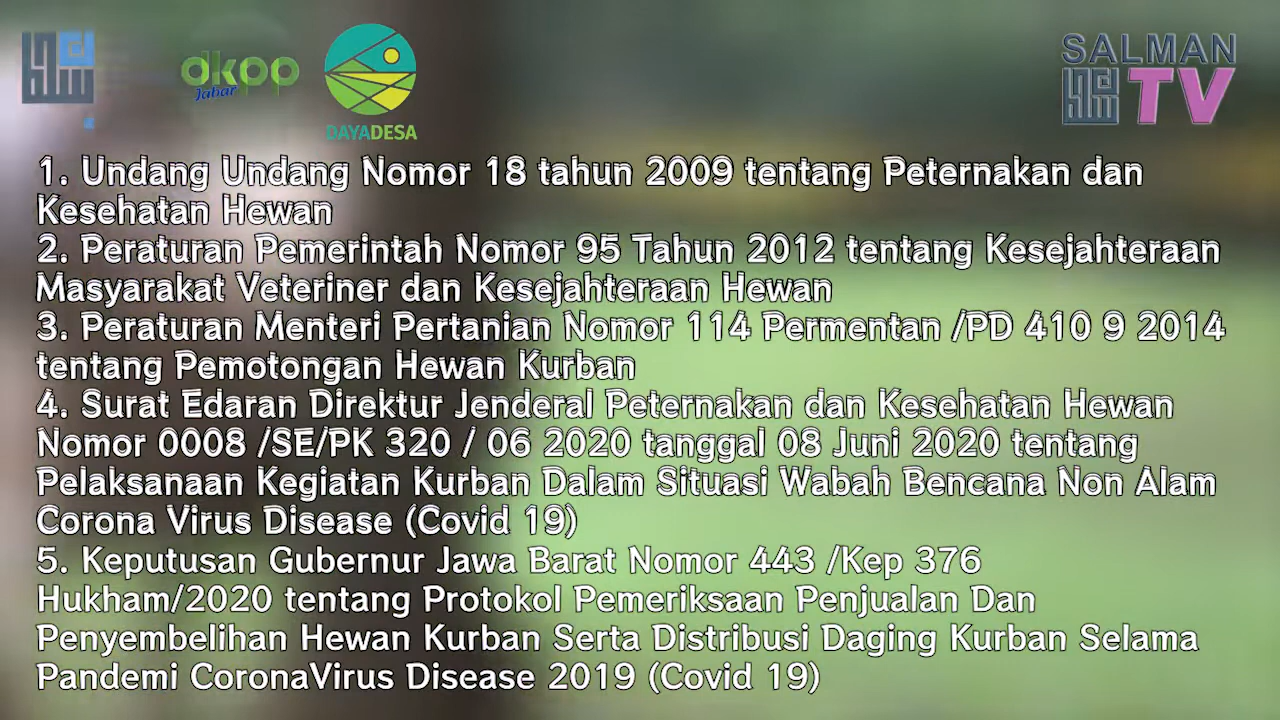 dkpp
Jabar
DAYADESA
SALMAN
TV
1. Undang Undang Nomor 18 tahun 2009 tentang Peternakan dan
Kesehatan Hewan
2. Peraturan Pemerintah Nomor 95 Tahun 2012 tentang Kesejahteraan
Masyarakat Veteriner dan Kesejahteraan Hewan
3. Peraturan Menteri Pertanian Nomor 114 Permentan /PD 410 9 2014
tentang Pemotongan Hewan Kurban
4. Surat Edaran Direktur Jenderal Peternakan dan Kesehatan Hewan
Nomor 0008 /SE/PK 320 / 06 2020 tanggal 08 Juni 2020 tentang
Pelaksanaan Kegiatan Kurban Dalam Situasi Wabah Bencana Non Alam
Corona Virus Disease (Covid 19)
5. Keputusan Gubernur Jawa Barat Nomor 443 /Kep 376
Hukham/2020 tentang Protokol Pemeriksaan Penjualan Dan
Penyembelihan Hewan Kurban Serta Distribusi Daging Kurban Selama
Pandemi CoronaVirus Disease 2019 (Covid 19)